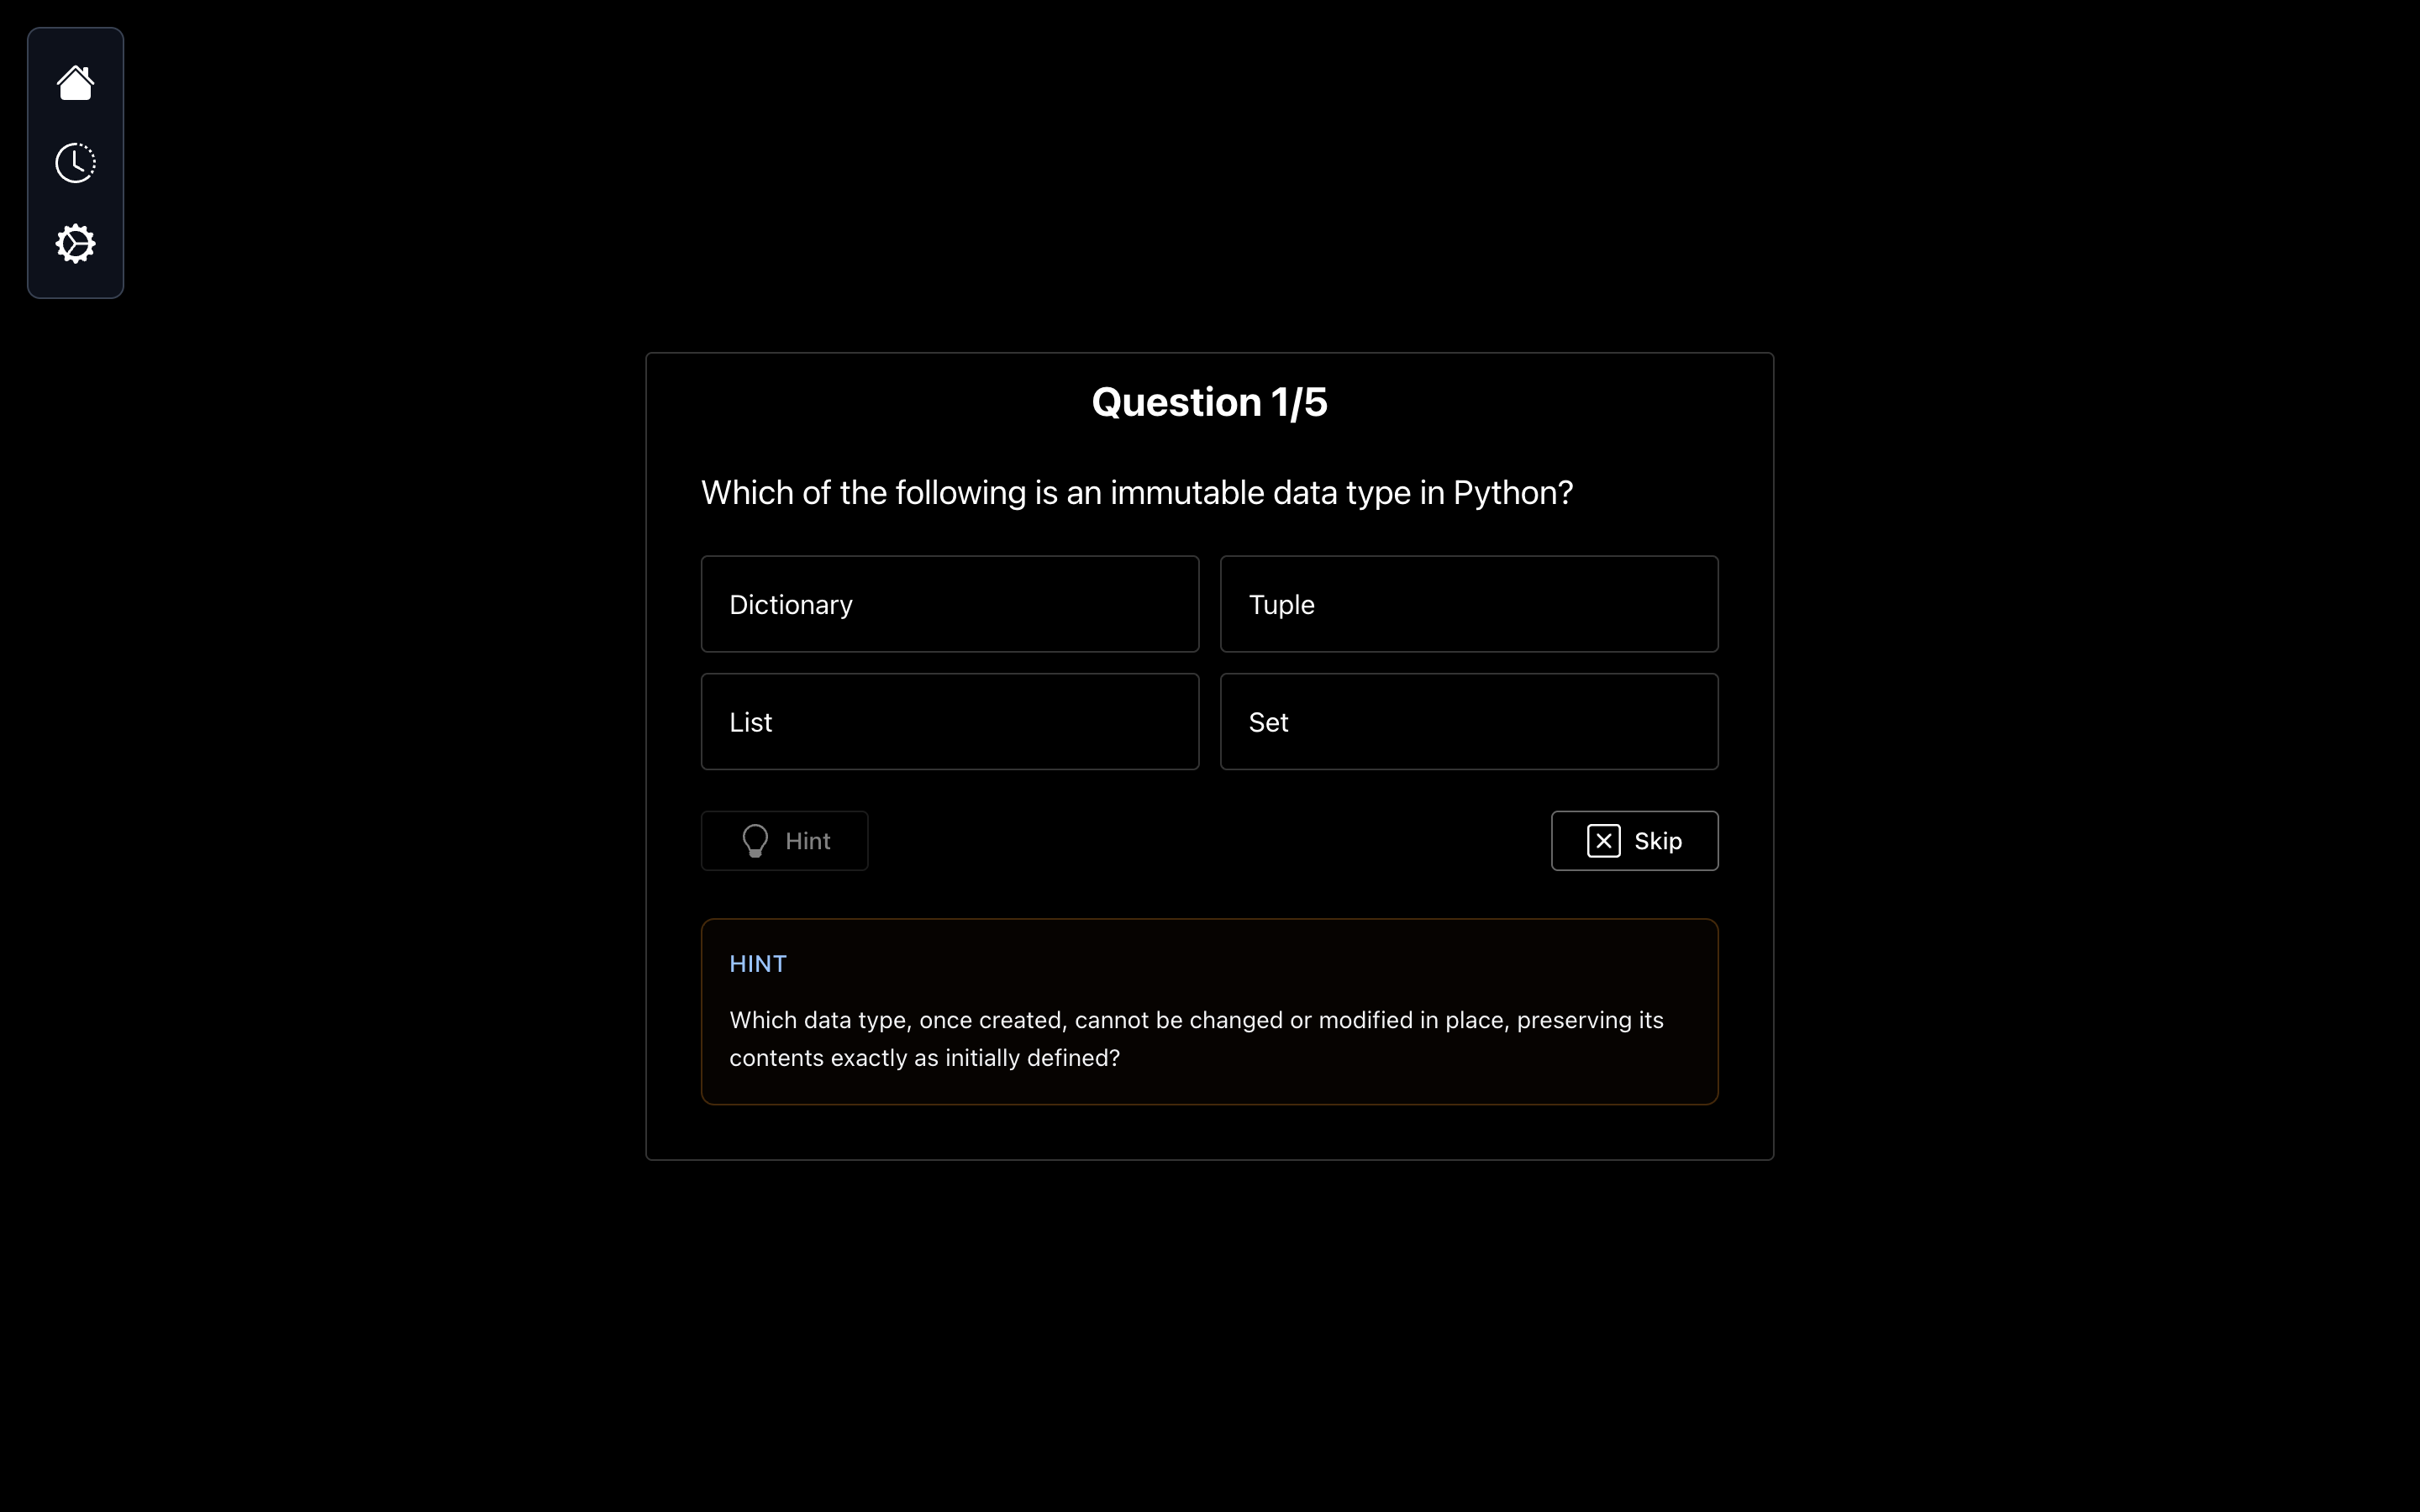 Question 1/5
Which of the following is an immutable data type in Python?
Dictionary
Tuple
List
Set
Hint
Skip
HINT
Which data type, once created, cannot be changed or modified in place, preserving its
contents exactly as initially defined?